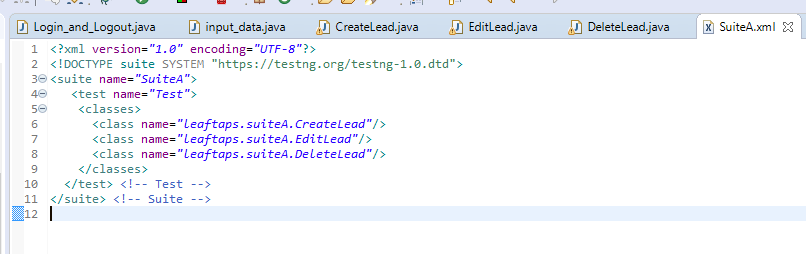 Login_and_Logout.java input_data.java CreateLead.java EditLead.java DeleteLead.java SuiteA.xml
1 <?xml version="1.0" encoding="UTF-8"?>
2 <!DOCTYPE suite SYSTEM "https://testng.org/testng-1.0.dtd">
3 <suite name="SuiteA">
4 <test name="Test">
5 <classes>
6 <class name="leaftaps.suiteA.CreateLead"/>
7 <class name="leaftaps.suiteA.EditLead"/>
8 <class name="leaftaps.suiteA.DeleteLead"/>
9 </classes>
10 </test> <!-- Test -->
11 </suite> <!-- Suite -->
12